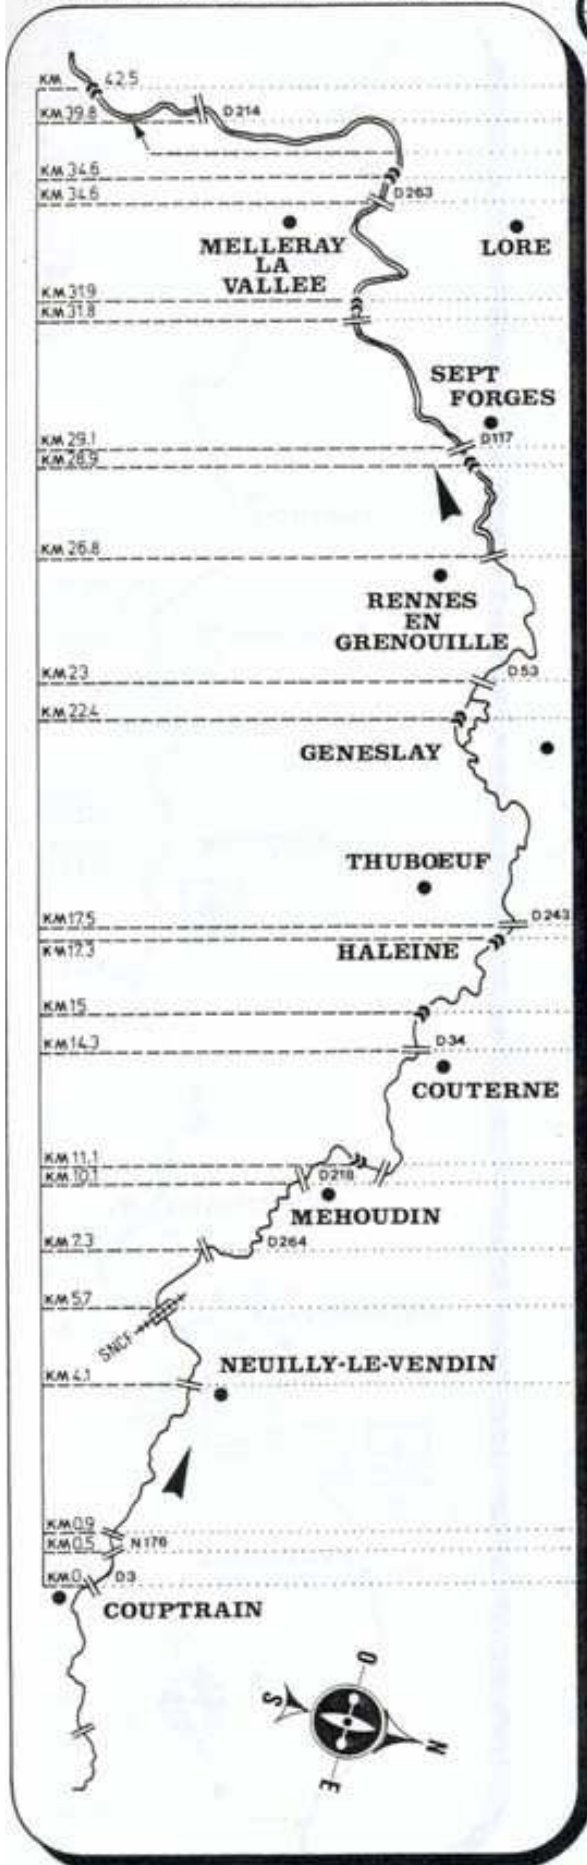 KM 42.5
KM 39.8
D214
KM 34.6
KM 34.6
D263
MELLERAY
LA
VALLEE
LORE
KM 31.9
KM 31.8
SEPT
FORGES
KM 29.1
D117
KM 28.9
KM 26.8
RENNES
EN
GRENOUILLE
KM 23
D53
KM 22.4
GENESLAY
THUBŒUF
KM 17.5
D243
KM 17.3
HALEINE
KM 15
KM 14.3
D34
COUTERNE
KM 11.1
KM 10.1
D218
MEHOUDIN
KM 7.3
D264
KM 5.7
SNCF
NEUILLY-LE-VENDIN
KM 4.1
KM 0.9
KM 0.5
N176
KM 0
D3
COUPTRAIN
O
S
N
E